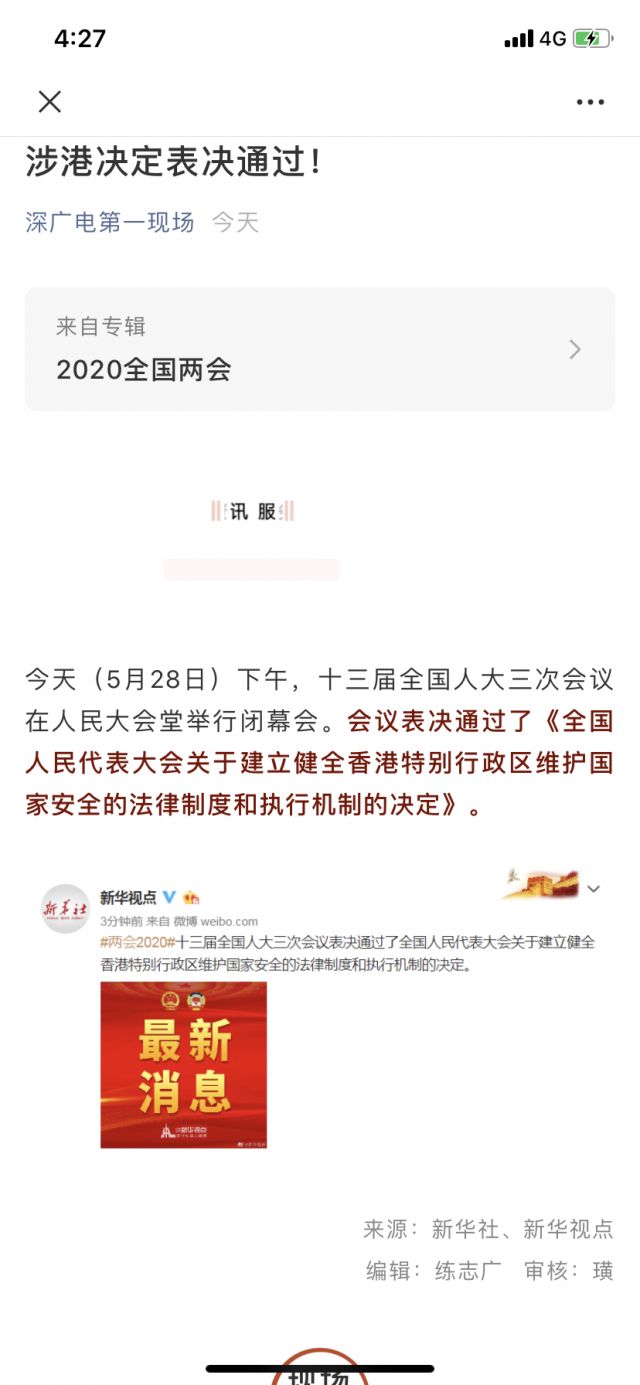 4:27
4G
涉港决定表决通过！
深广电第一现场 今天
来自专辑
2020全国两会
讯 服
今天（5月28日）下午，十三届全国人大三次会议
在人民大会堂举行闭幕会。会议表决通过了《全国
人民代表大会关于建立健全香港特别行政区维护国
家安全的法律制度和执行机制的决定》。
新华社
新华视点
3分钟前 来自 微博 weibo.com
#两会2020#十三届全国人大三次会议表决通过了全国人民代表大会关于建立健全
香港特别行政区维护国家安全的法律制度和执行机制的决定。
最新
消息
@新华视点
来源：新华社、新华视点
编辑：练志广 审核：璜
现场